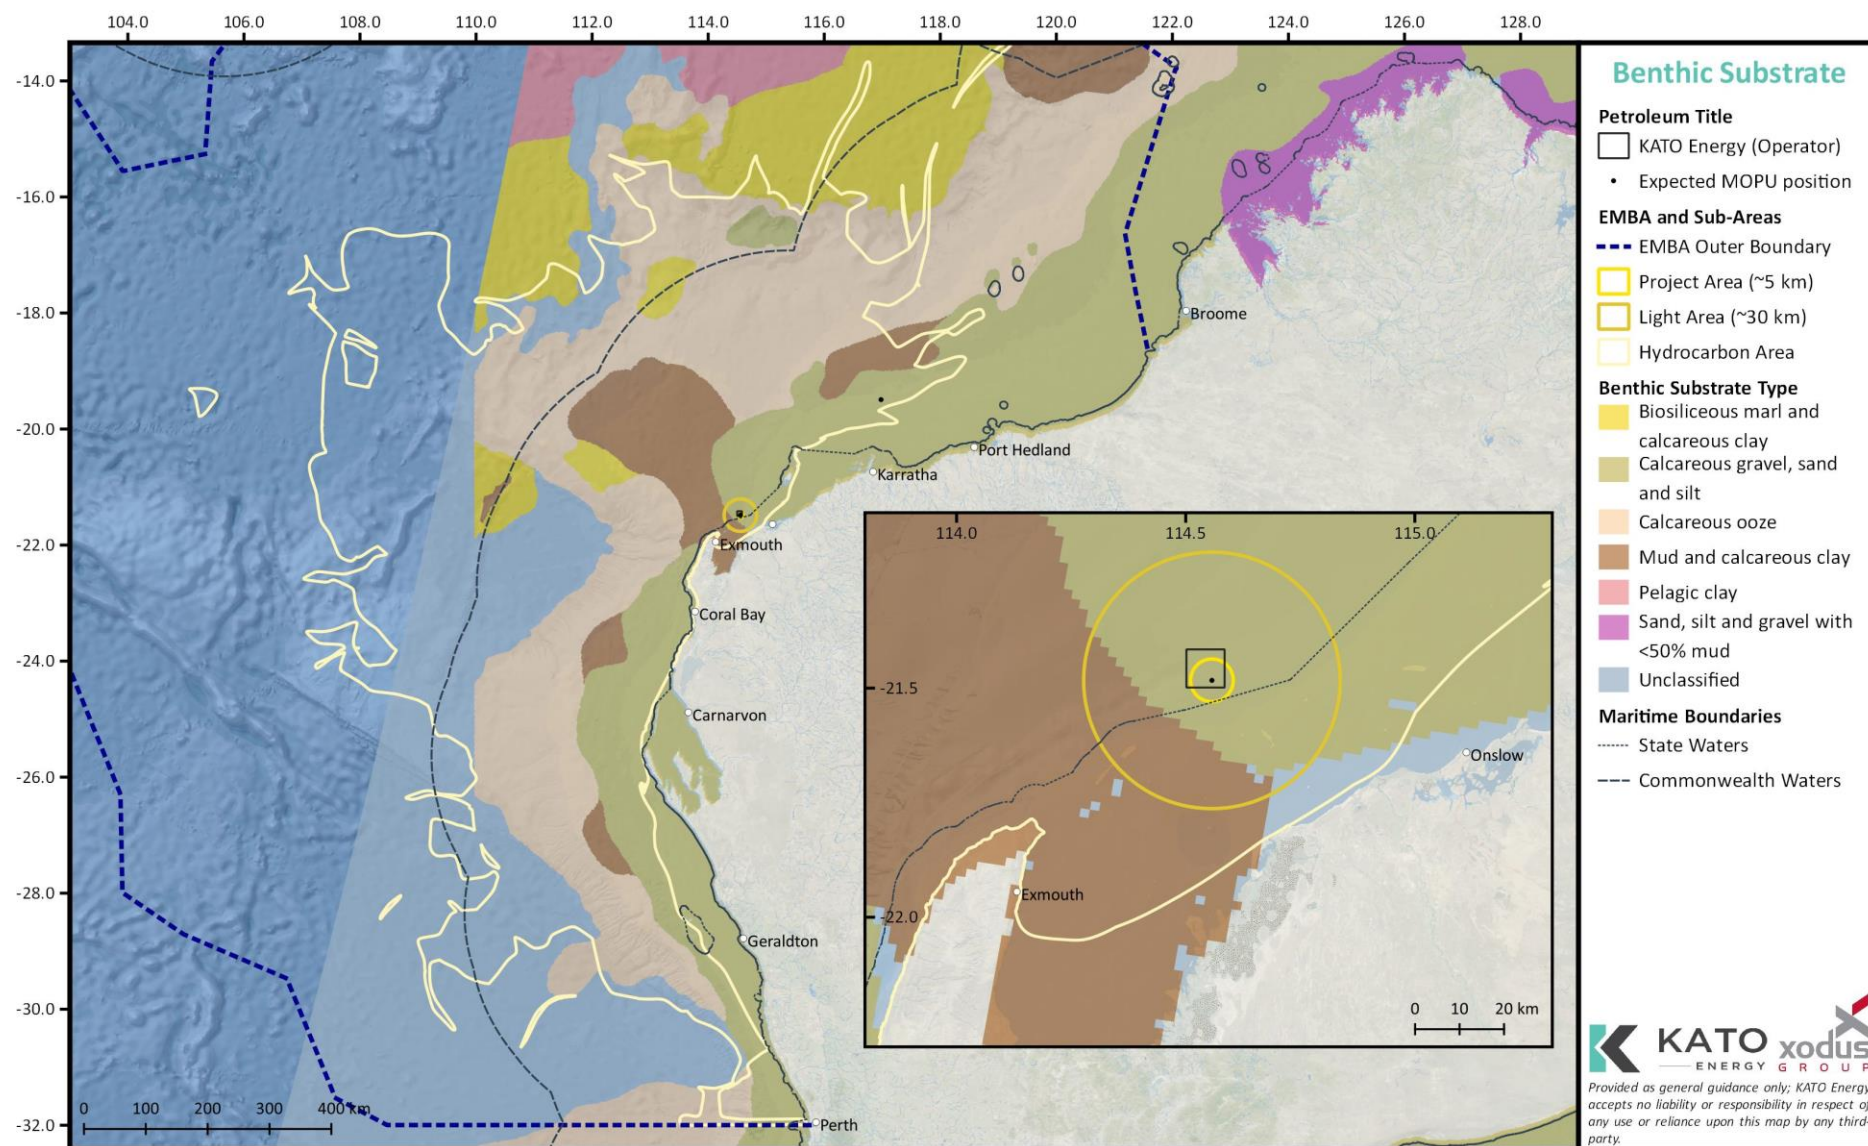 104.0 106.0 108.0 110.0 112.0 114.0 116.0 118.0 120.0 122.0 124.0 126.0 128.0
-14.0
-16.0
-18.0
-20.0
-22.0
-24.0
-26.0
-28.0
-30.0
-32.0
Broome
Port Hedland
Karratha
Exmouth
Coral Bay
Carnarvon
Geraldton
Perth
0 100 200 300 400 km
114.0 114.5 115.0
-21.5
-22.0
Onslow
Exmouth
0 10 20 km
Benthic Substrate
Petroleum Title
KATO Energy (Operator)
Expected MOPU position
EMBA and Sub-Areas
EMBA Outer Boundary
Project Area (~5 km)
Light Area (~30 km)
Hydrocarbon Area
Benthic Substrate Type
Biosiliceous marl and
calcareous clay
Calcareous gravel, sand
and silt
Calcareous ooze
Mud and calcareous clay
Pelagic clay
Sand, silt and gravel with
<50% mud
Unclassified
Maritime Boundaries
State Waters
Commonwealth Waters
KATO
ENERGY
xodus
GROUP
Provided as general guidance only; KATO Energy
accepts no liability or responsibility in respect of
any use or reliance upon this map by any third
party.